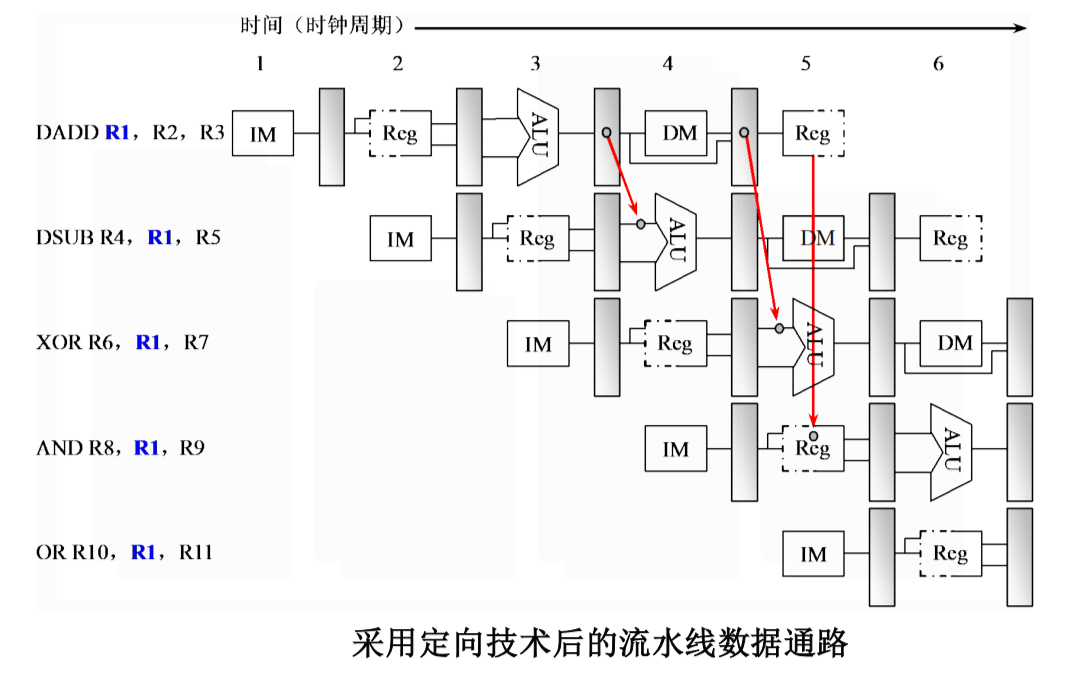 时间（时钟周期）
1 2 3 4 5 6
DADD R1，R2，R3 IM Reg ALU DM Reg
DSUB R4，R1，R5 IM Reg ALU DM Reg
XOR R6，R1，R7 IM Reg ALU DM
AND R8，R1，R9 IM Reg ALU
OR R10，R1，R11 IM Reg
采用定向技术后的流水线数据通路